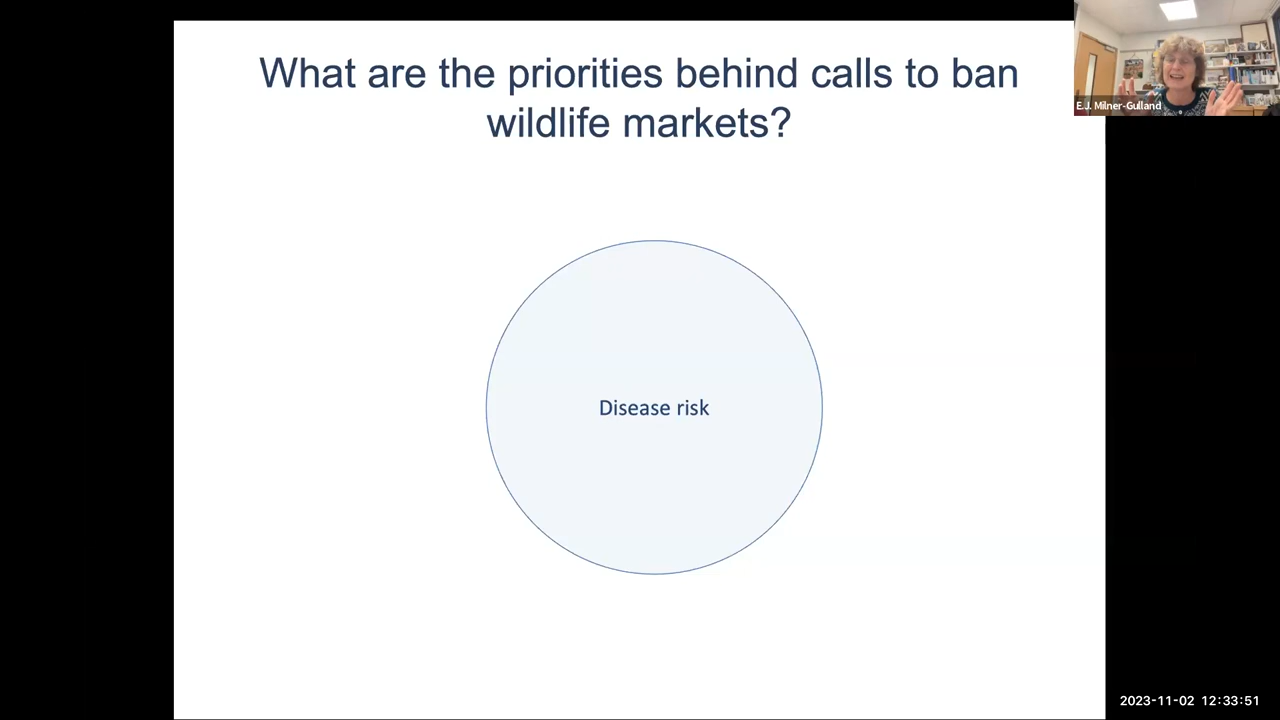 What are the priorities behind calls to ban
wildlife markets?
E.J. Milner-Gulland
Disease risk
2023-11-02 12:33:51